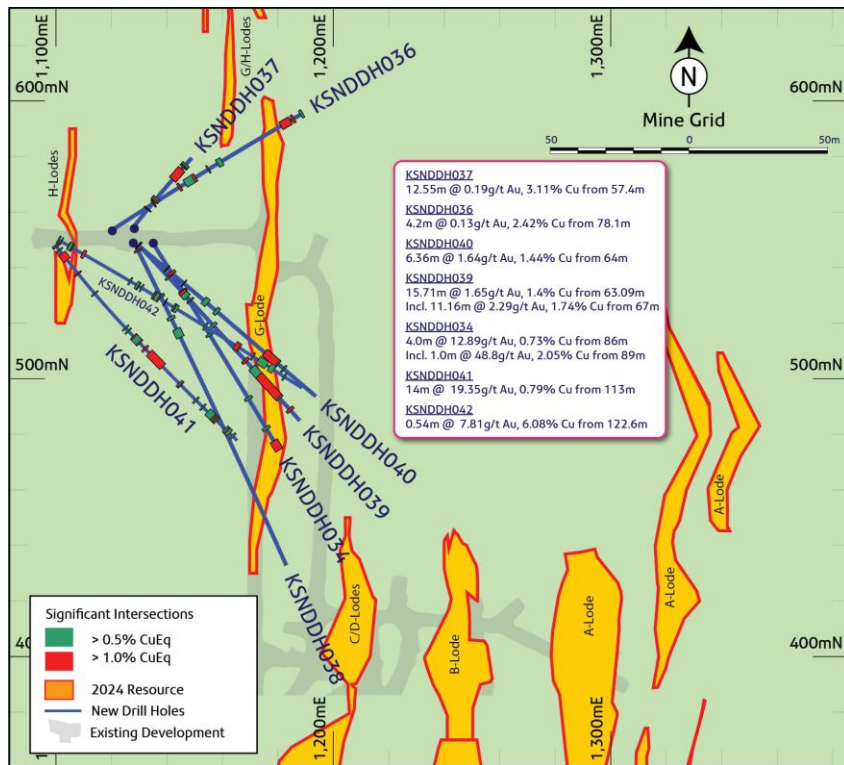 1,100mE
G/H-Lodes
1,200mE
1,300mE
600mN
600mN
KSNDDH037
KSNDDH036
N
Mine Grid
50
0
50m
H-Lodes
KSNDDH037
12.55m @ 0.19g/t Au, 3.11% Cu from 57.4m
KSNDDH036
4.2m @ 0.13g/t Au, 2.42% Cu from 78.1m
KSNDDH040
6.36m @ 1.64g/t Au, 1.44% Cu from 64m
KSNDDH039
15.71m @ 1.65g/t Au, 1.4% Cu from 63.09m
Incl. 11.16m @ 2.29g/t Au, 1.74% Cu from 67m
KSNDDH034
4.0m @ 12.89g/t Au, 0.73% Cu from 86m
Incl. 1.0m @ 48.8g/t Au, 2.05% Cu from 89m
KSNDDH041
14m @ 19.35g/t Au, 0.79% Cu from 113m
KSNDDH042
0.54m @ 7.81g/t Au, 6.08% Cu from 122.6m
KSNDDH042
G-Lode
500mN
500mN
KSNDDH041
KSNDDH040
KSNDDH039
KSNDDH034
KSNDDH038
A-Lode
C/D-Lodes
B-Lode
A-Lode
A-Lode
400mN
Significant Intersections
> 0.5% CuEq
> 1.0% CuEq
2024 Resource
New Drill Holes
Existing Development
1,200mE
1,300mE